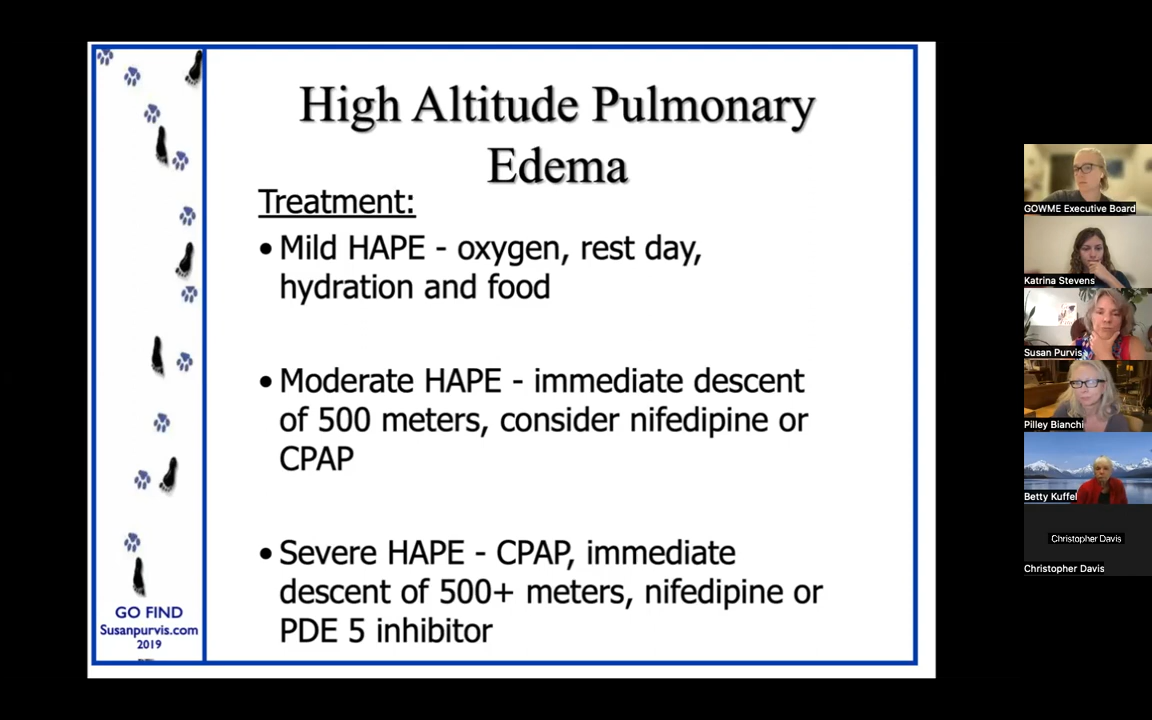 High Altitude Pulmonary
Edema
Treatment:
• Mild HAPE - oxygen, rest day,
hydration and food
• Moderate HAPE - immediate descent
of 500 meters, consider nifedipine or
CPAP
• Severe HAPE - CPAP, immediate
descent of 500+ meters, nifedipine or
PDE 5 inhibitor
GO FIND
Susanpurvis.com
2019
GOWME Executive Board
Katrina Stevens
Susan Purvis
Pilley Bianchi
Betty Kuffel
Christopher Davis
Christopher Davis